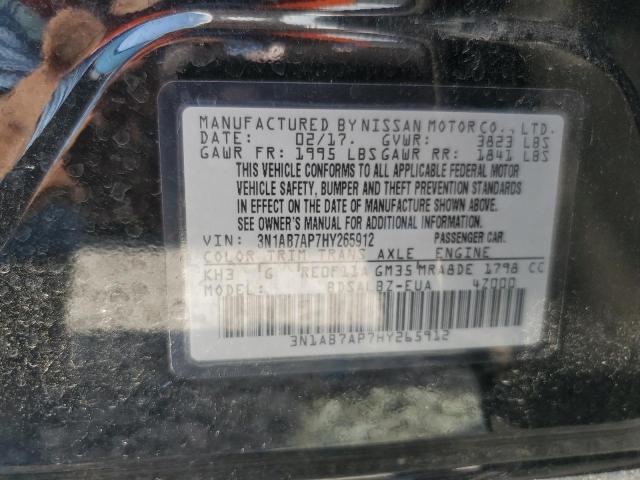 MANUFACTURED BY NISSAN MOTOR CO., LTD.
DATE: 02/17. GVWR: 3823 LBS
GAWR FR: 1995 LBS GAWR RR: 1841 LBS
THIS VEHICLE CONFORMS TO ALL APPLICABLE FEDERAL MOTOR
VEHICLE SAFETY, BUMPER AND THEFT PREVENTION STANDARDS
IN EFFECT ON THE DATE OF MANUFACTURE SHOWN ABOVE.
SEE OWNER'S MANUAL FOR ADDITIONAL INFORMATION.
VIN: 3N1AB7AP7HY265912 PASSENGER CAR.
COLOR TRIM TRANS AXLE ENGINE
KH3 G RE0F11A GM35 MRA8DE 1798 CC
MODEL: BDSALBZ-EUA 47000
3N1AB7AP7HY265912